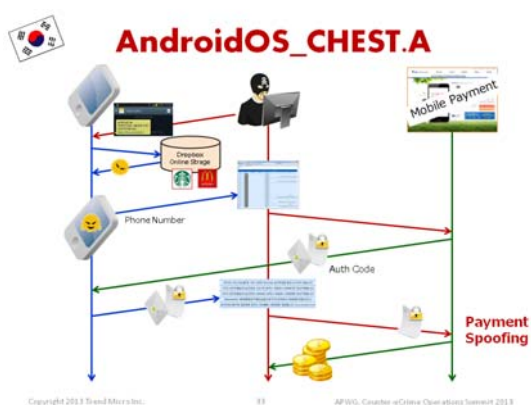 AndroidOS_CHEST.A
Mobile Payment
Dropbox
Online Strage
Phone Number
Auth Code
Payment
Spoofing
Copyright 2013 Trend Micro Inc.
33
APWG, Counter-eCrime Operations Summit 2013